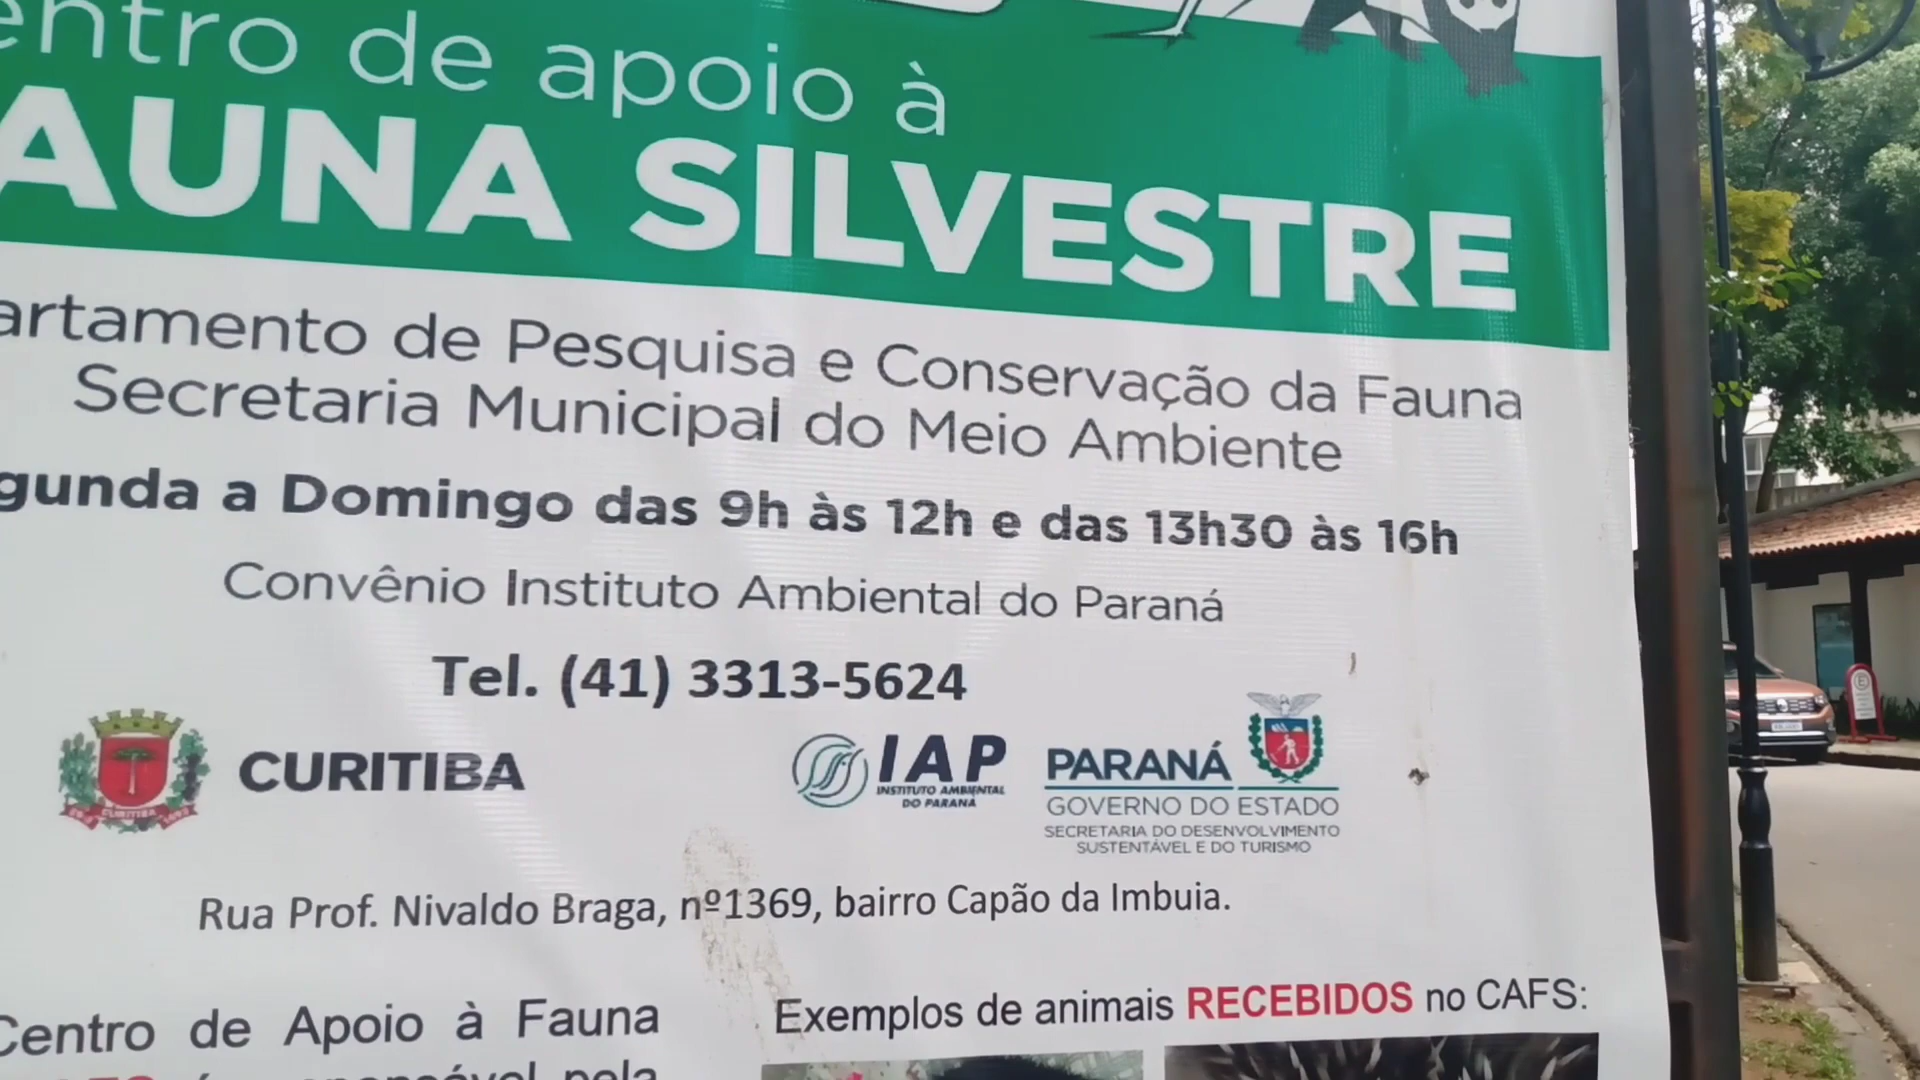 entro de apoio à
AUNA SILVESTRE
artamento de Pesquisa e Conservação da Fauna
Secretaria Municipal do Meio Ambiente
gunda a Domingo das 9h às 12h e das 13h30 às 16h
Convênio Instituto Ambiental do Paraná
Tel. (41) 3313-5624
CURITIBA
CURITIBA
IAP
INSTITUTO AMBIENTAL
DO PARANÁ
PARANÁ
GOVERNO DO ESTADO
SECRETARIA DO DESENVOLVIMENTO
SUSTENTÁVEL E DO TURISMO
Rua Prof. Nivaldo Braga, nº1369, bairro Capão da Imbuia.
Centro de Apoio à Fauna
Exemplos de animais RECEBIDOS no CAFS: